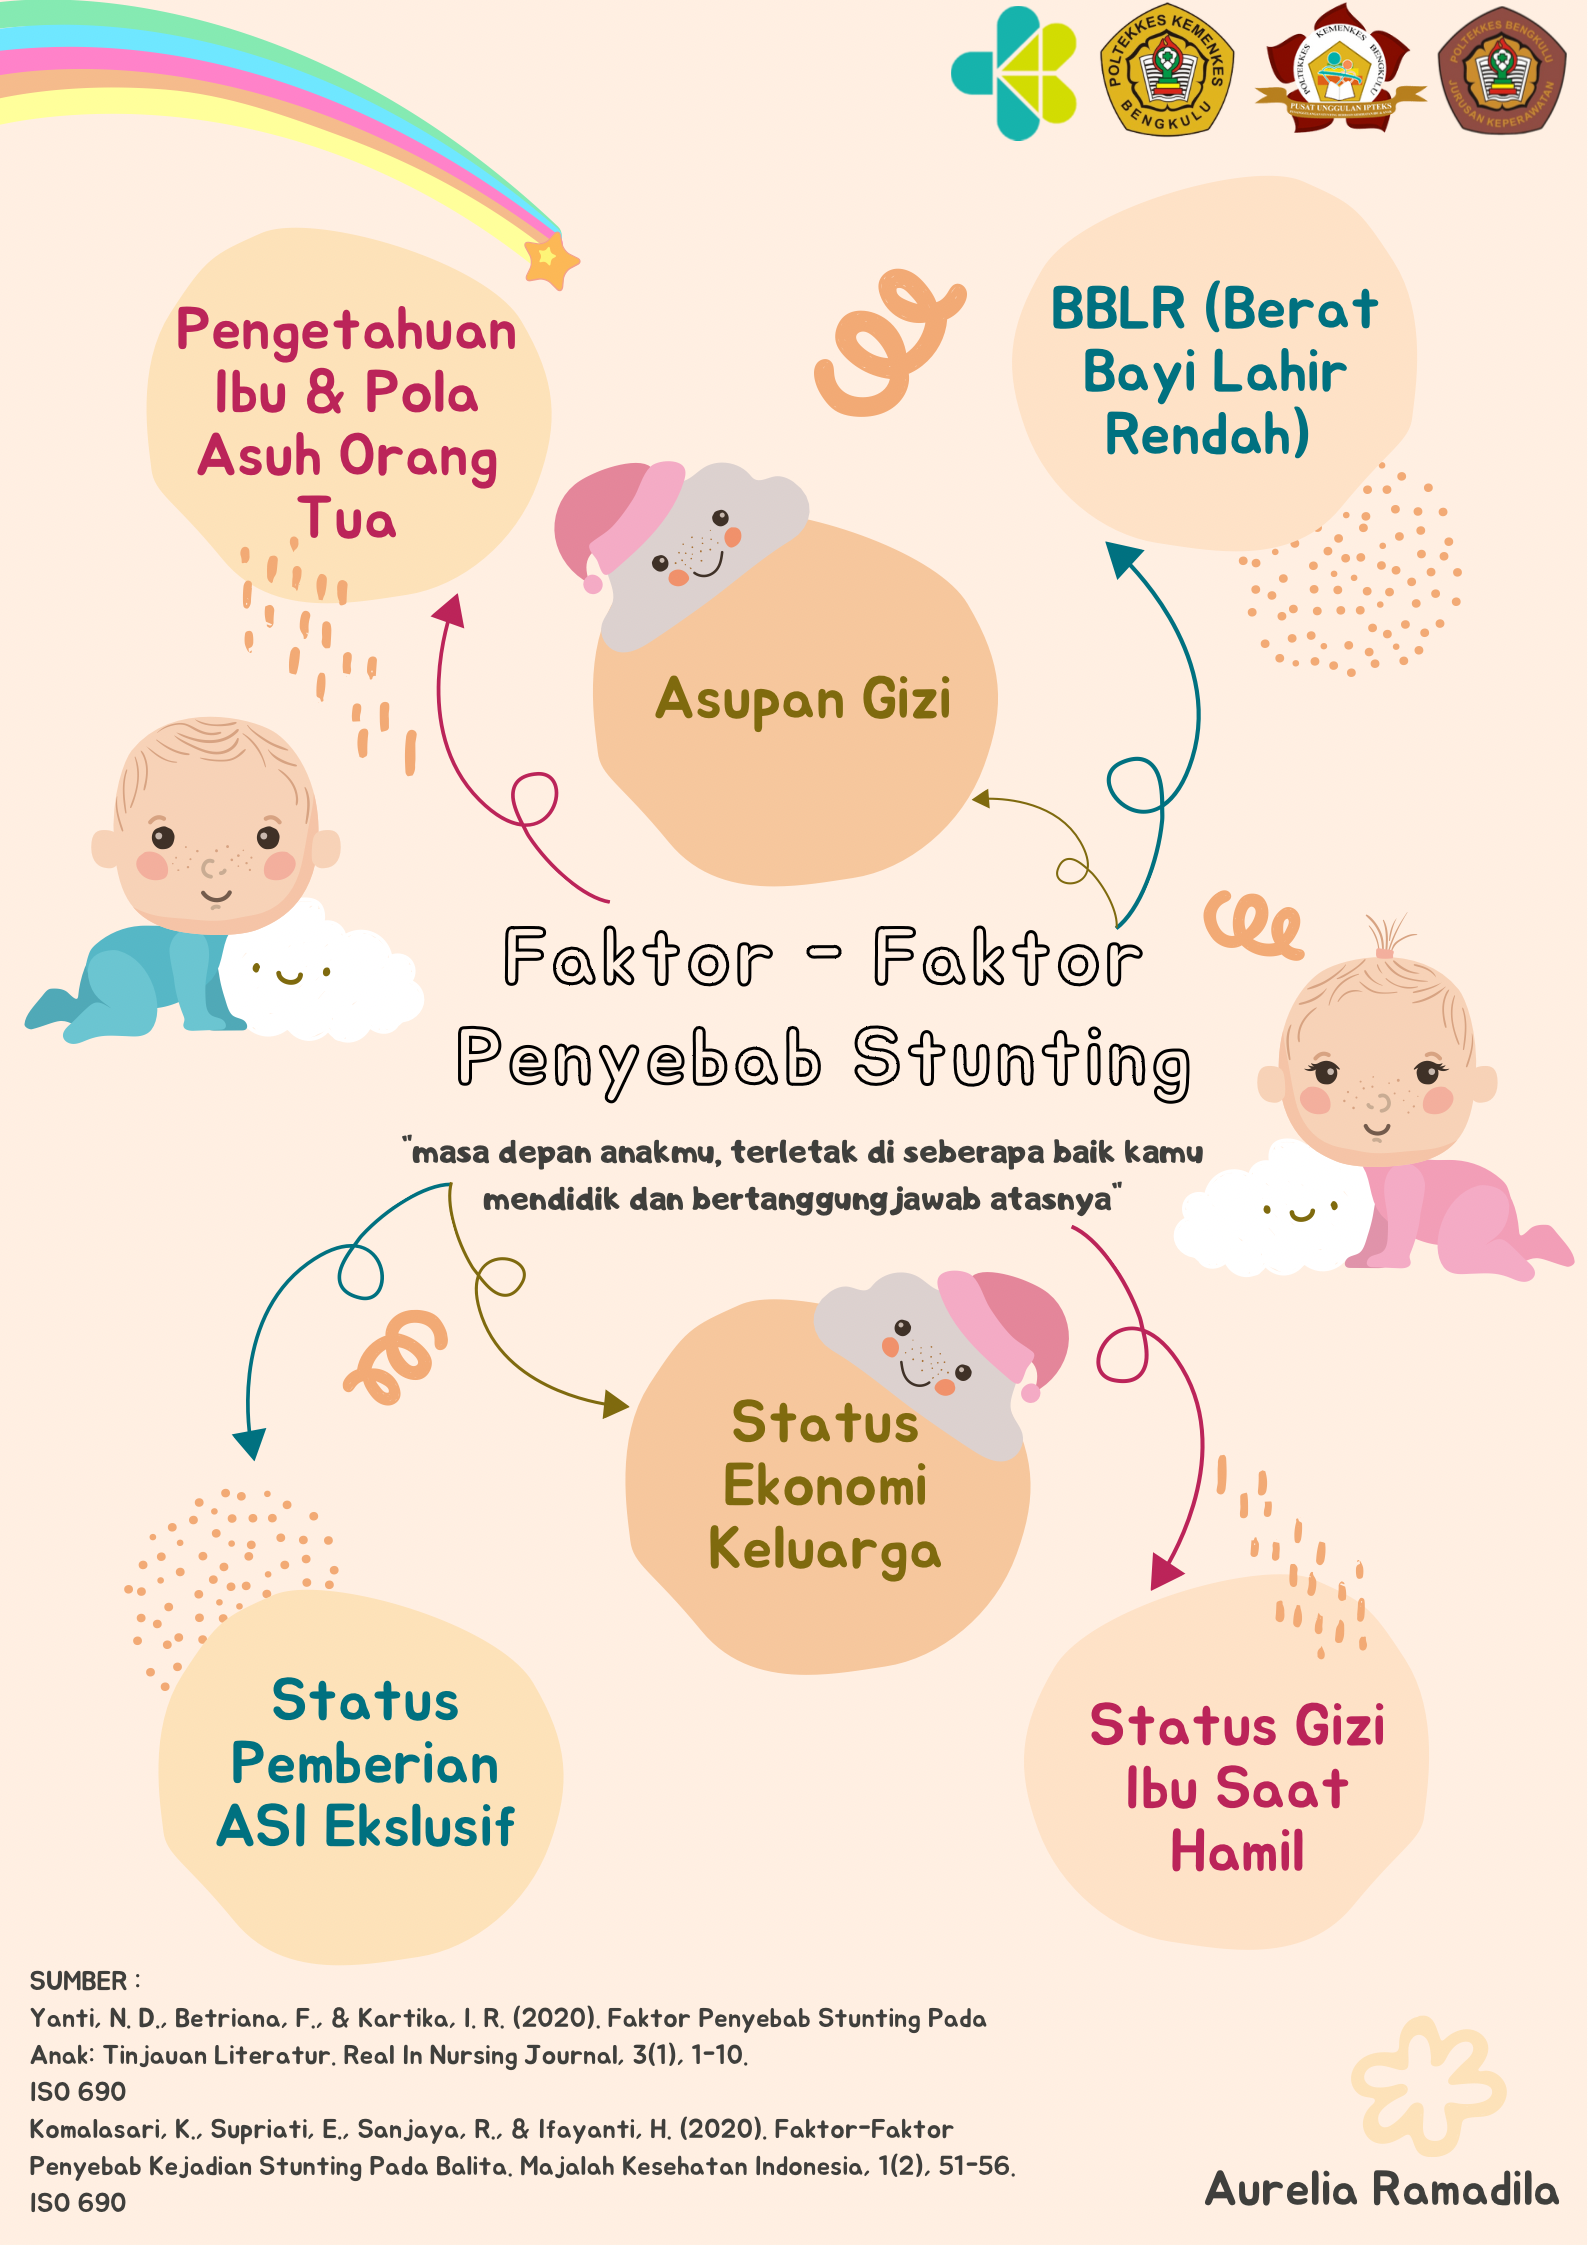 POLTEKKES KEMENKES
BENGKULU
POLTEKKES KEMENKES BENGKULU
PUSAT UNGGULAN IPTEKS
POLTEKKES BENGKULU
JURUSAN KEPERAWATAN
Pengetahuan
Ibu & Pola
Asuh Orang
Tua
BBLR (Berat
Bayi Lahir
Rendah)
Asupan Gizi
Faktor - Faktor
Penyebab Stunting
"masa depan anakmu, terletak di seberapa baik kamu
mendidik dan bertanggungjawab atasnya"
Status
Ekonomi
Keluarga
Status
Pemberian
ASI Ekslusif
Status Gizi
Ibu Saat
Hamil
SUMBER :
Yanti, N. D., Betriana, F., & Kartika, I. R. (2020). Faktor Penyebab Stunting Pada
Anak: Tinjauan Literatur. Real In Nursing Journal, 3(1), 1-10.
ISO 690
Komalasari, K., Supriati, E., Sanjaya, R., & Ifayanti, H. (2020). Faktor-Faktor
Penyebab Kejadian Stunting Pada Balita. Majalah Kesehatan Indonesia, 1(2), 51-56.
ISO 690
Aurelia Ramadila